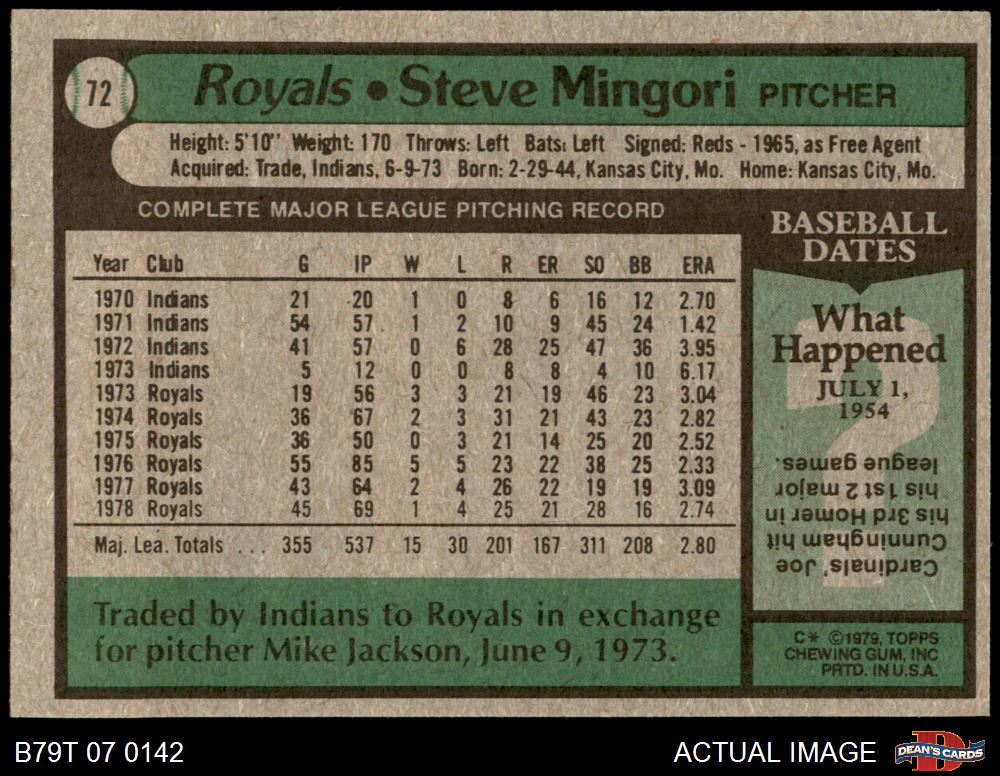 72
Royals • Steve Mingori PITCHER
Height: 5'10" Weight: 170 Throws: Left Bats: Left Signed: Reds - 1965, as Free Agent
Acquired: Trade, Indians, 6-9-73 Born: 2-29-44, Kansas City, Mo. Home: Kansas City, Mo.
COMPLETE MAJOR LEAGUE PITCHING RECORD
Year Club G IP W L R ER SO BB ERA
1970 Indians 21 20 1 0 8 6 16 12 2.70
1971 Indians 54 57 1 2 10 9 45 24 1.42
1972 Indians 41 57 0 6 28 25 47 36 3.95
1973 Indians 5 12 0 0 8 8 4 10 6.17
1973 Royals 19 56 3 3 21 19 46 23 3.04
1974 Royals 36 67 2 3 31 21 43 23 2.82
1975 Royals 36 50 0 3 21 14 25 20 2.52
1976 Royals 55 85 5 5 23 22 38 25 2.33
1977 Royals 43 64 2 4 26 22 19 19 3.09
1978 Royals 45 69 1 4 25 21 28 16 2.74
Maj. Lea. Totals ... 355 537 15 30 201 167 311 208 2.80
Traded by Indians to Royals in exchange
for pitcher Mike Jackson, June 9, 1973.
BASEBALL
DATES
What
Happened
JULY 1,
1954
?
Cardinals' Joe
Cunningham hit
his 3rd Homer in
his 1st 2 major
league games.
C* ©1979, TOPPS
CHEWING GUM, INC
PRTD. IN U.S.A.
B79T 07 0142
ACTUAL IMAGE
DEAN'S CARDS